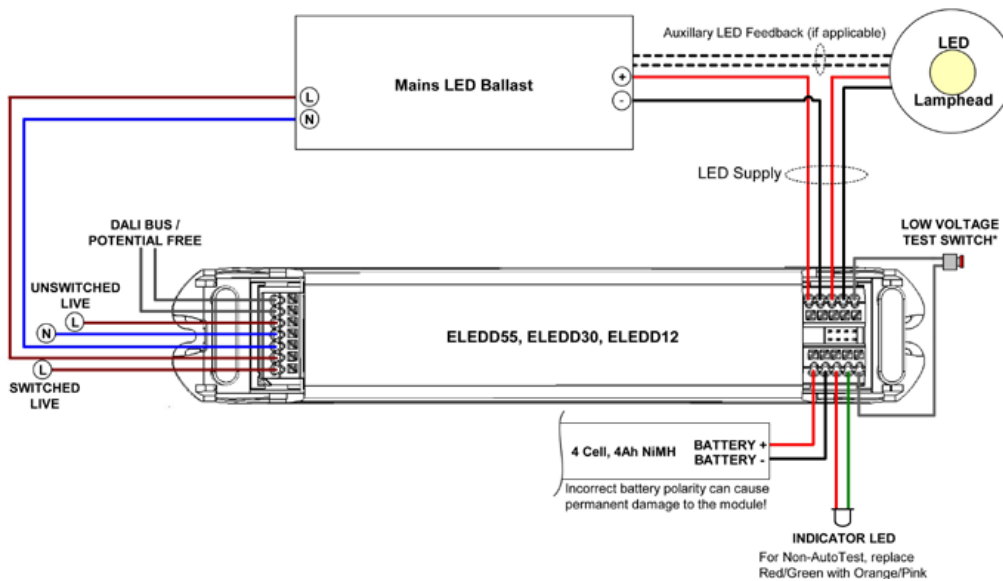 Auxillary LED Feedback (if applicable)
LED
Lamphead
Mains LED Ballast
+
-
L
N
LED Supply
DALI BUS /
POTENTIAL FREE
LOW VOLTAGE
TEST SWITCH*
UNSWITCHED
LIVE
L
N
L
SWITCHED
LIVE
ELEDD55, ELEDD30, ELEDD12
4 Cell, 4Ah NiMH
BATTERY +
BATTERY -
Incorrect battery polarity can cause
permanent damage to the module!
INDICATOR LED
For Non-AutoTest, replace
Red/Green with Orange/Pink